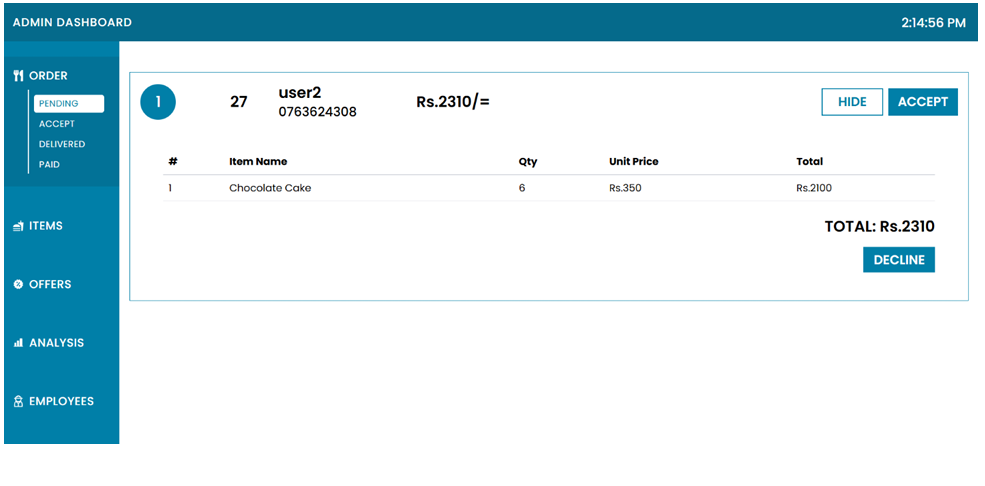 ADMIN DASHBOARD
2:14:56 PM
ORDER
PENDING
ACCEPT
DELIVERED
PAID
ITEMS
OFFERS
ANALYSIS
EMPLOYEES
1 27 user2 Rs.2310/= HIDE ACCEPT
0763624308
# Item Name Qty Unit Price Total
1 Chocolate Cake 6 Rs.350 Rs.2100
TOTAL: Rs.2310
DECLINE